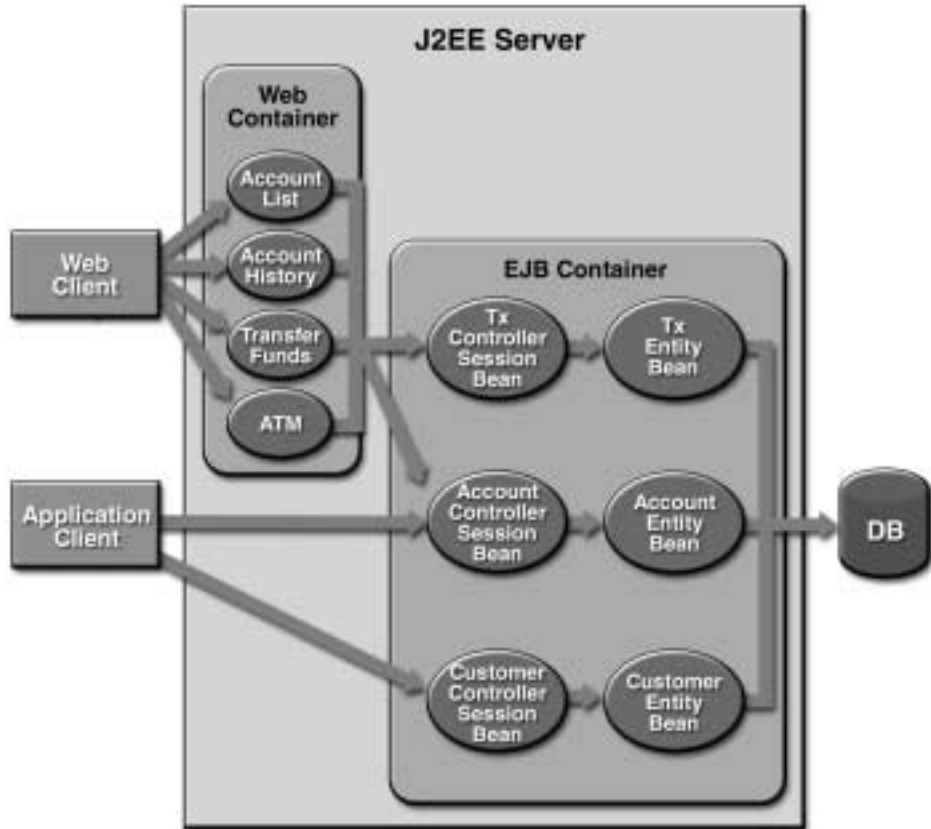 J2EE Server
Web
Container
Account
List
Account
History
Transfer
Funds
ATM
Web
Client
Application
Client
EJB Container
Tx
Controller
Session
Bean
Tx
Entity
Bean
Account
Controller
Session
Bean
Account
Entity
Bean
Customer
Controller
Session
Bean
Customer
Entity
Bean
DB